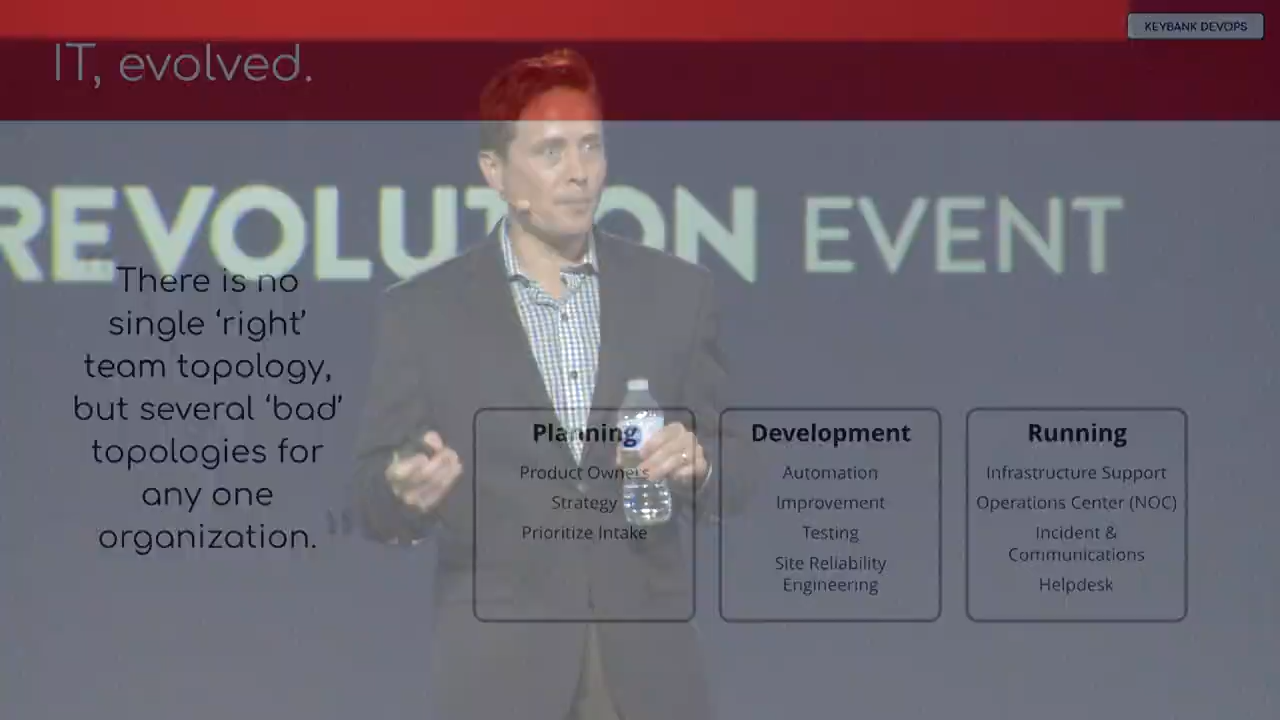 KEYBANK DEVOPS
IT, evolved.
REVOLUTION EVENT
There is no
single ‘right’
team topology,
but several ‘bad’
topologies for
any one
organization.
Planning
Product Owners
Strategy
Prioritize Intake
Development
Automation
Improvement
Testing
Site Reliability
Engineering
Running
Infrastructure Support
Operations Center (NOC)
Incident &
Communications
Helpdesk